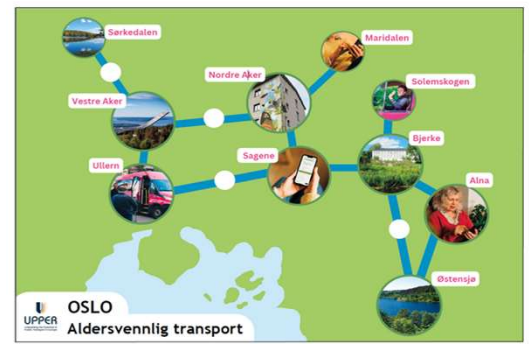 Sørkedalen
Maridalen
Nordre Aker
Solemskogen
Vestre Aker
Bjerke
Sagene
Ullern
Alna
Østensjø
UPPER
OSLO
Aldersvennlig transport